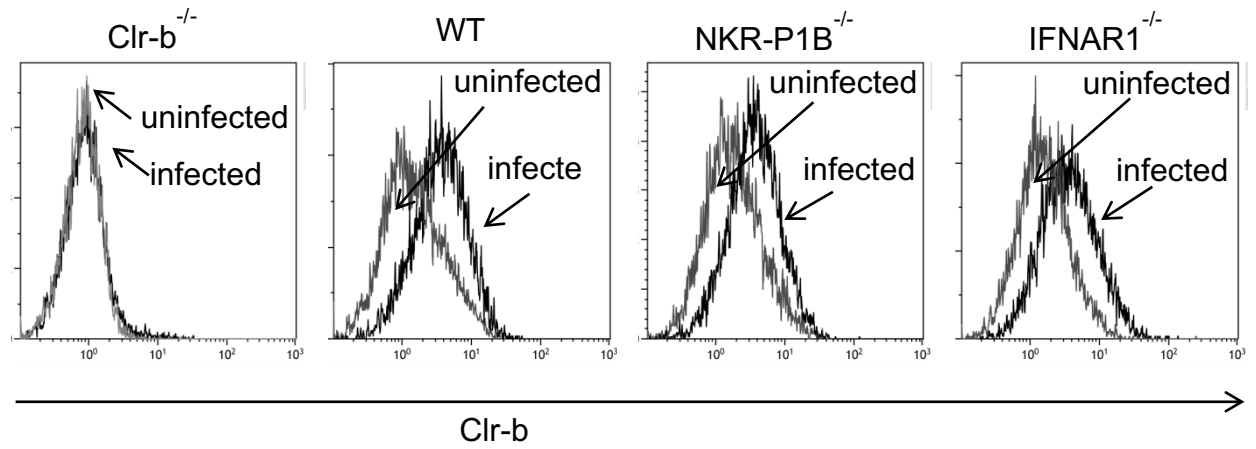 Clr-b-/-
WT
NKR-P1B-/-
IFNAR1-/-
uninfected
infected
uninfected
infecte
uninfected
infected
uninfected
infected
10⁰ 10¹ 10² 10³
10⁰ 10¹ 10² 10³
10⁰ 10¹ 10² 10³
10⁰ 10¹ 10² 10³
Clr-b